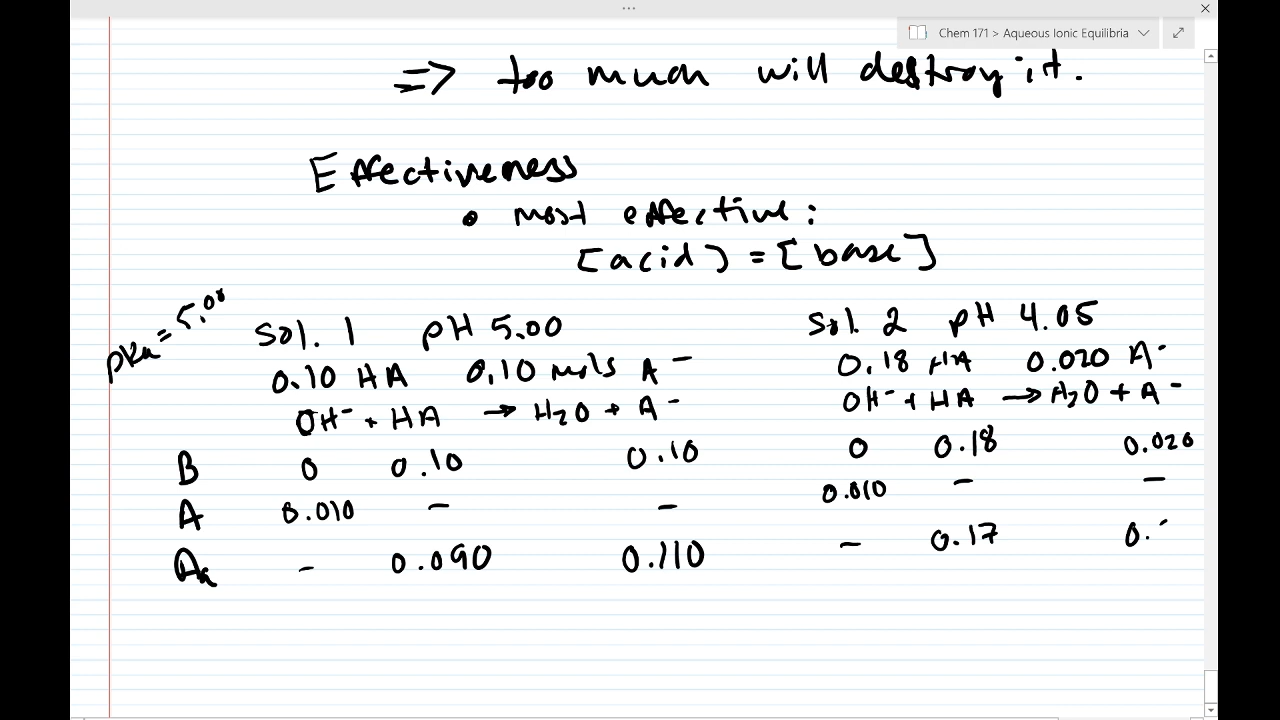 Chem 171 > Aqueous Ionic Equilibria
=> too much will destroy it.
Effectiveness
• most effective:
[acid] = [base]
pKa = 5.00
Sol. 1 pH 5.00
0.10 HA 0.10 mols A⁻
OH⁻ + HA → H₂O + A⁻
Sol. 2 pH 4.05
0.18 HA 0.020 A⁻
OH⁻ + HA → H₂O + A⁻
B 0 0.10 0.10 0 0.18 0.020
A 0.010 – – 0.010 – –
Aa – 0.090 0.110 – 0.17 0.